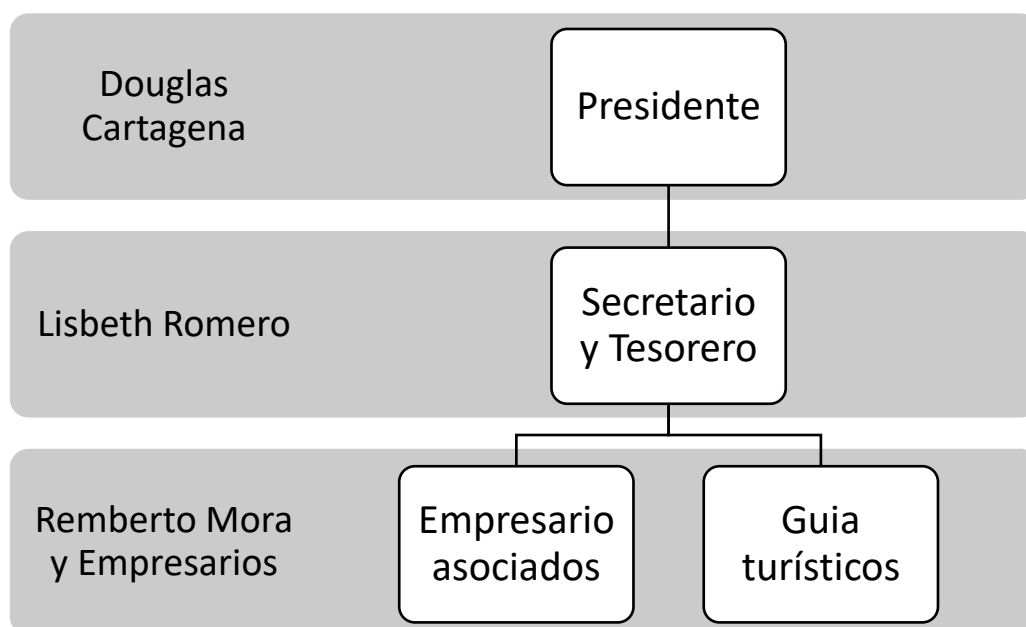 Douglas
Cartagena
Presidente
Lisbeth Romero
Secretario
y Tesorero
Remberto Mora
y Empresarios
Empresario
asociados
Guia
turísticos